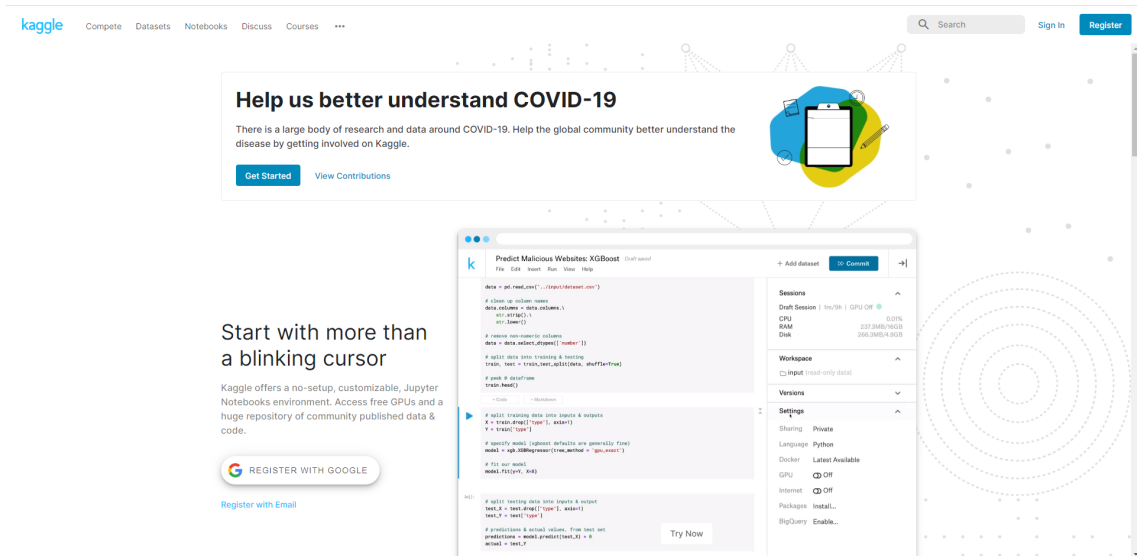 kaggle Compete Datasets Notebooks Discuss Courses ••• Search Sign In Register
Help us better understand COVID-19
There is a large body of research and data around COVID-19. Help the global community better understand the
disease by getting involved on Kaggle.
Get Started View Contributions
Start with more than
a blinking cursor
Kaggle offers a no-setup, customizable, Jupyter
Notebooks environment. Access free GPUs and a
huge repository of community published data &
code.
REGISTER WITH GOOGLE
Register with Email
k Predict Malicious Websites: XGBoost Draft saved
File Edit Insert Run View Help
+ Add dataset Commit
data = pd.read_csv('../input/dataset.csv')
# clean up column names
data.columns = data.columns.\
str.strip().\
str.lower()
# remove non-numeric columns
data = data.select_dtypes(['number'])
# split data into training & testing
train, test = train_test_split(data, shuffle=True)
# peek @ dataframe
train.head()
+ Code + Markdown
# split training data into inputs & outputs
X = train.drop(['type'], axis=1)
Y = train['type']
# specify model (xgboost defaults are generally fine)
model = xgb.XGBRegressor(tree_method = 'gpu_exact')
# fit our model
model.fit(y=Y, X=X)
# split testing data into inputs & output
test_X = test.drop(['type'], axis=1)
test_Y = test['type']
# predictions & actual values, from test set
predictions = model.predict(test_X) > 0
actual = test_Y
Try Now
Sessions
Draft Session | 1m/9h | GPU Off
CPU 0.01%
RAM 237.3MB/16GB
Disk 266.3MB/4.9GB
Workspace
input (read-only data)
Versions
Settings
Sharing Private
Language Python
Docker Latest Available
GPU Off
Internet Off
Packages Install...
BigQuery Enable...